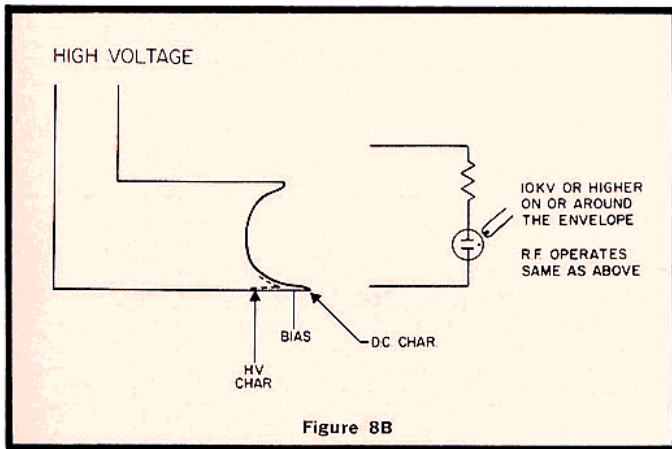 HIGH VOLTAGE
10KV OR HIGHER
ON OR AROUND
THE ENVELOPE
R.F. OPERATES
SAME AS ABOVE
BIAS
D.C. CHAR.
H.V.
CHAR
Figure 8B